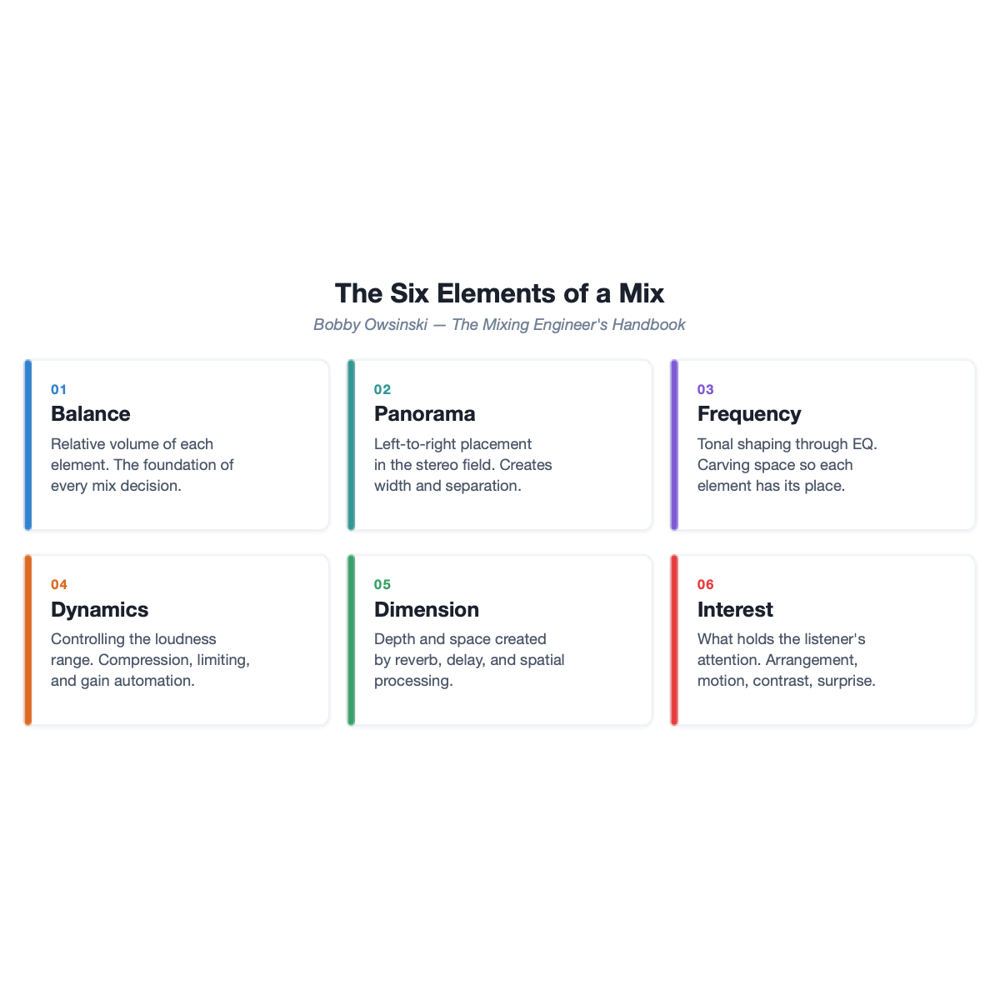 The Six Elements of a Mix
Bobby Owsinski — The Mixing Engineer's Handbook
01
Balance
Relative volume of each
element. The foundation of
every mix decision.
02
Panorama
Left-to-right placement
in the stereo field. Creates
width and separation.
03
Frequency
Tonal shaping through EQ.
Carving space so each
element has its place.
04
Dynamics
Controlling the loudness
range. Compression, limiting,
and gain automation.
05
Dimension
Depth and space created
by reverb, delay, and spatial
processing.
06
Interest
What holds the listener's
attention. Arrangement,
motion, contrast, surprise.